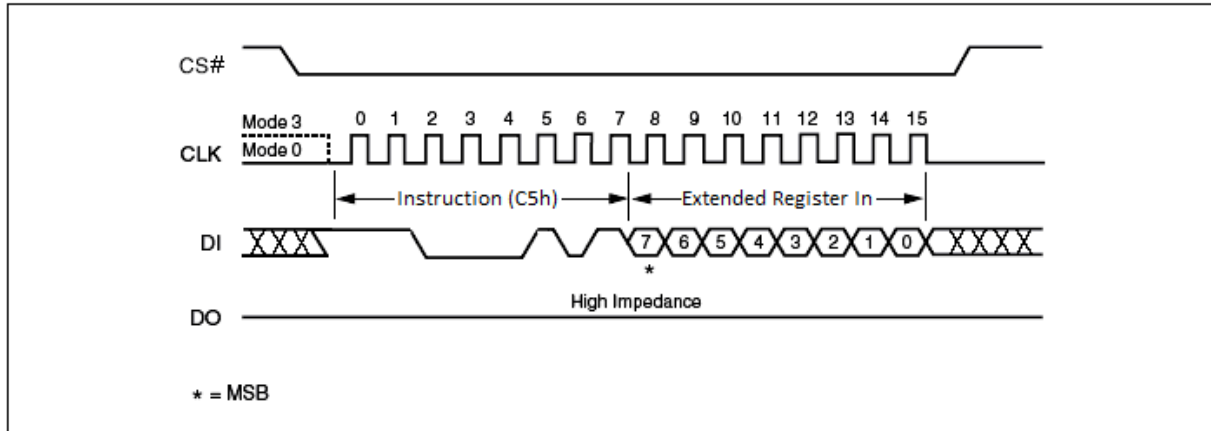 CS#
Mode 3
0 1 2 3 4 5 6 7 8 9 10 11 12 13 14 15
CLK
Mode 0
Instruction (C5h)
Extended Register In
DI
7 6 5 4 3 2 1 0
*
High Impedance
DO
* = MSB